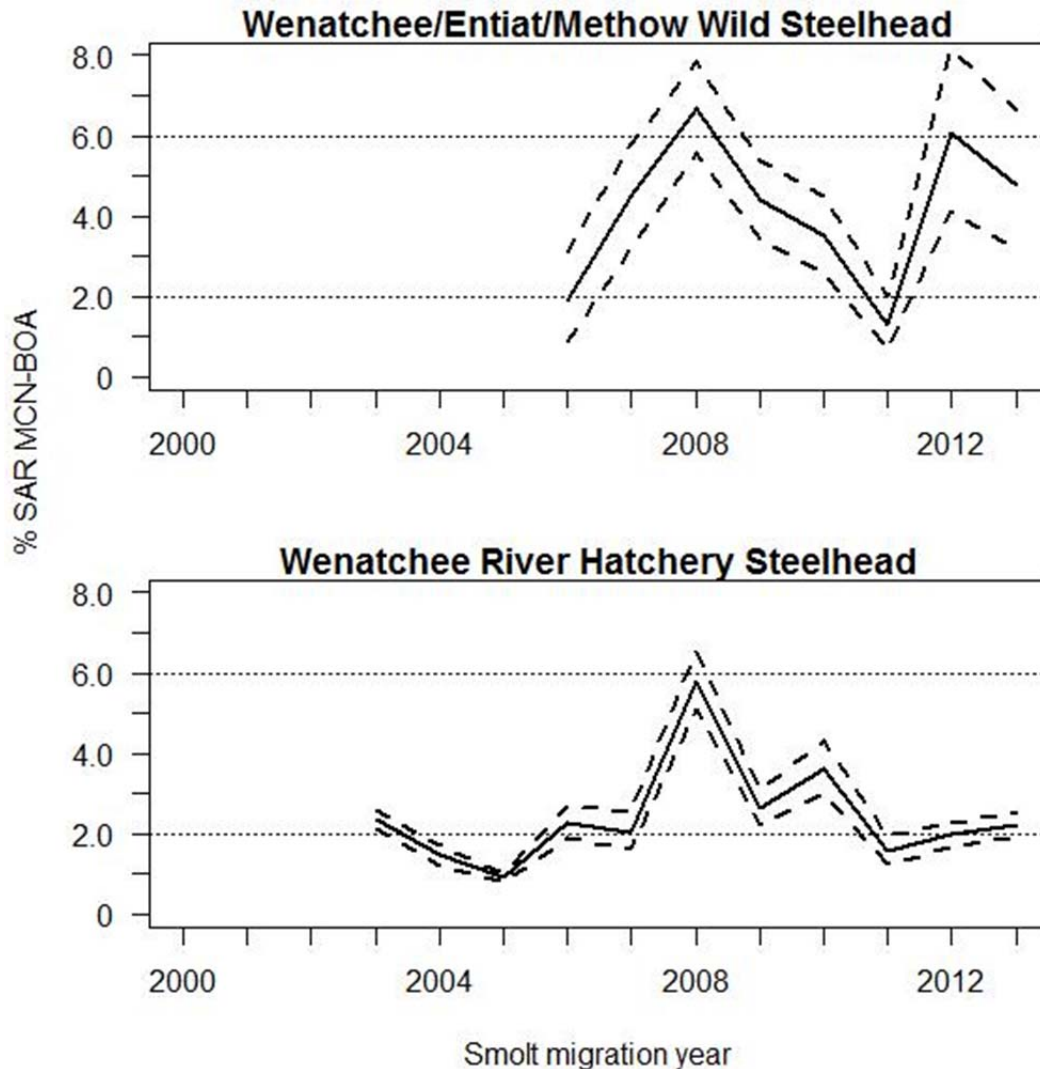 Wenatchee/Entiat/Methow Wild Steelhead
8.0
6.0
4.0
2.0
0
2000 2004 2008 2012
% SAR MCN-BOA
Wenatchee River Hatchery Steelhead
8.0
6.0
4.0
2.0
0
2000 2004 2008 2012
Smolt migration year